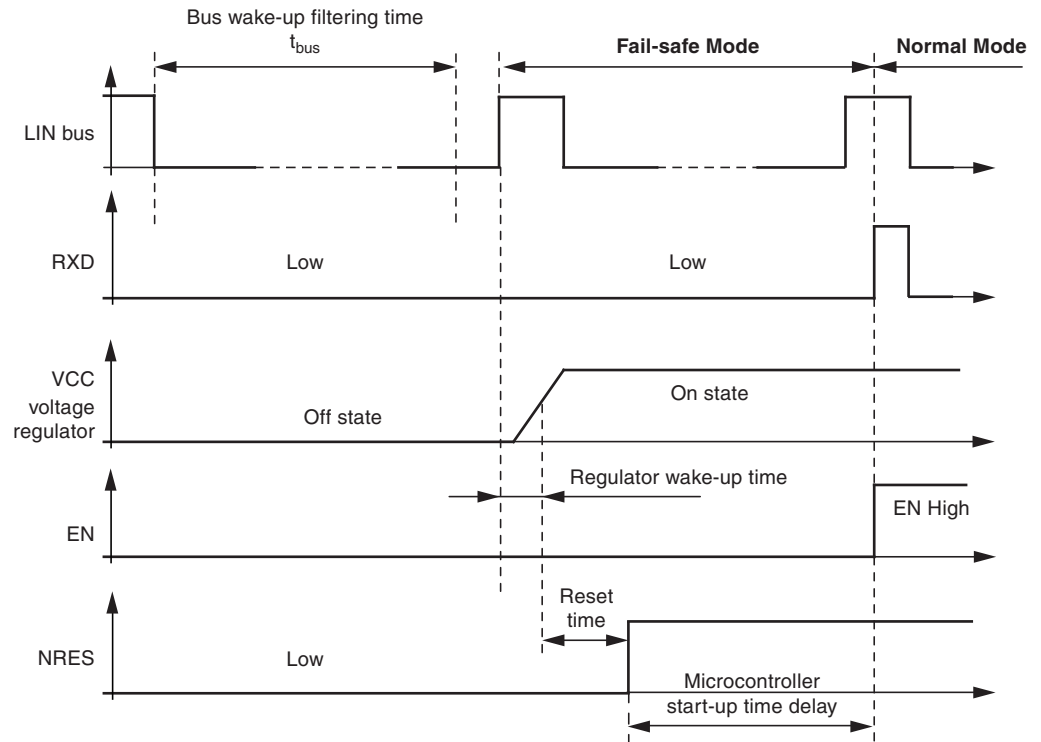 Bus wake-up filtering time
tbus
Fail-safe Mode
Normal Mode
LIN bus
RXD
Low
Low
VCC
voltage
regulator
Off state
On state
Regulator wake-up time
EN
EN High
Reset
time
NRES
Low
Microcontroller
start-up time delay